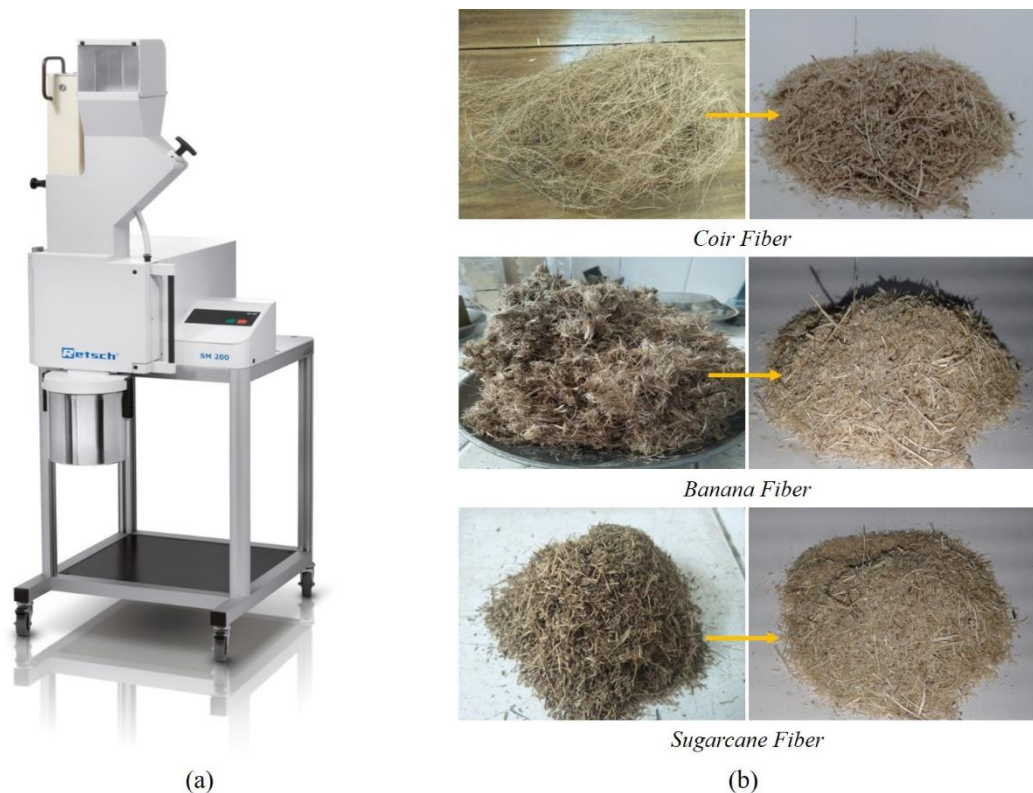 Retsch®
SM 200
Coir Fiber
Banana Fiber
Sugarcane Fiber
(a)
(b)